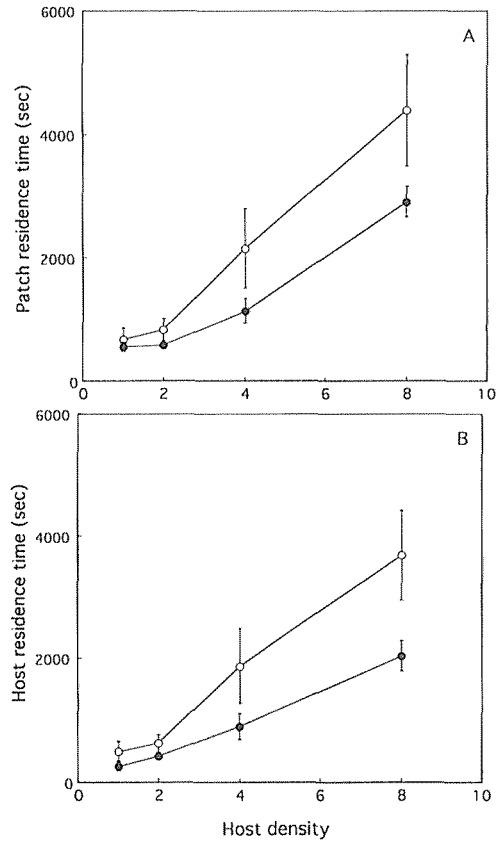 6000
A
4000
2000
0
Patch residence time (sec)
0 2 4 6 8 10
6000
B
4000
2000
0
Host residence time (sec)
0 2 4 6 8 10
Host density